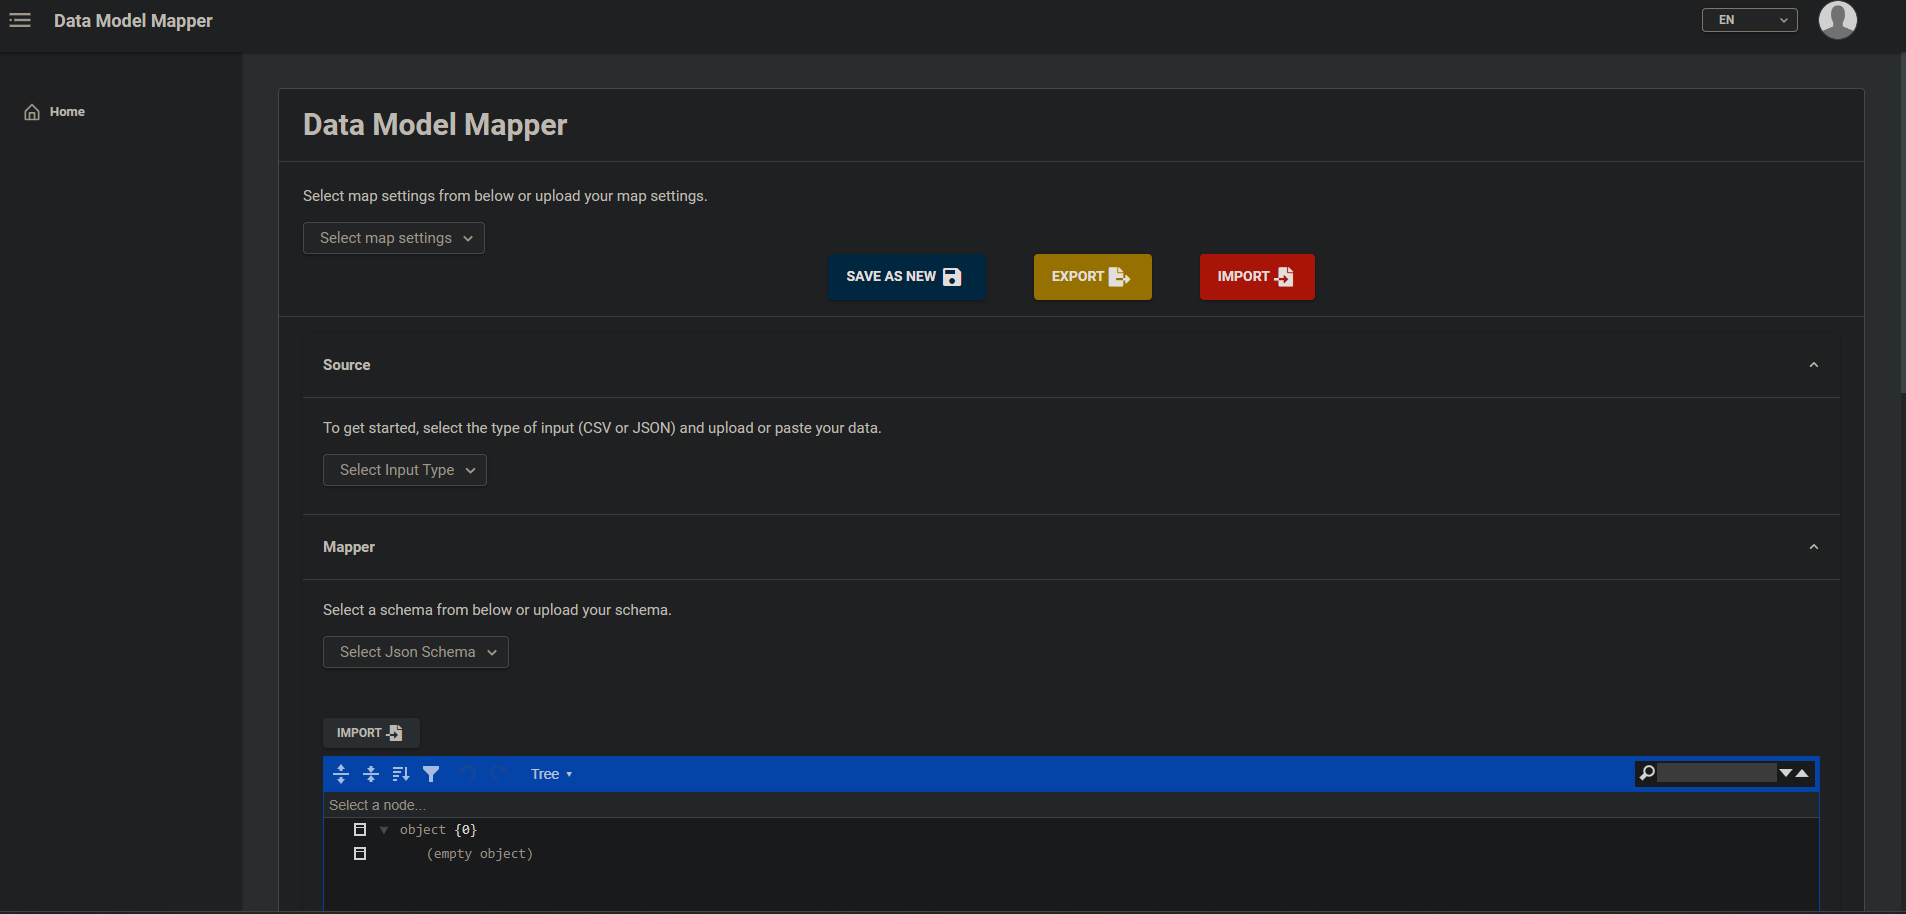 Data Model Mapper
EN
Home
Data Model Mapper
Select map settings from below or upload your map settings.
Select map settings
SAVE AS NEW
EXPORT
IMPORT
Source
To get started, select the type of input (CSV or JSON) and upload or paste your data.
Select Input Type
Mapper
Select a schema from below or upload your schema.
Select Json Schema
IMPORT
Tree
Select a node...
object {0}
(empty object)